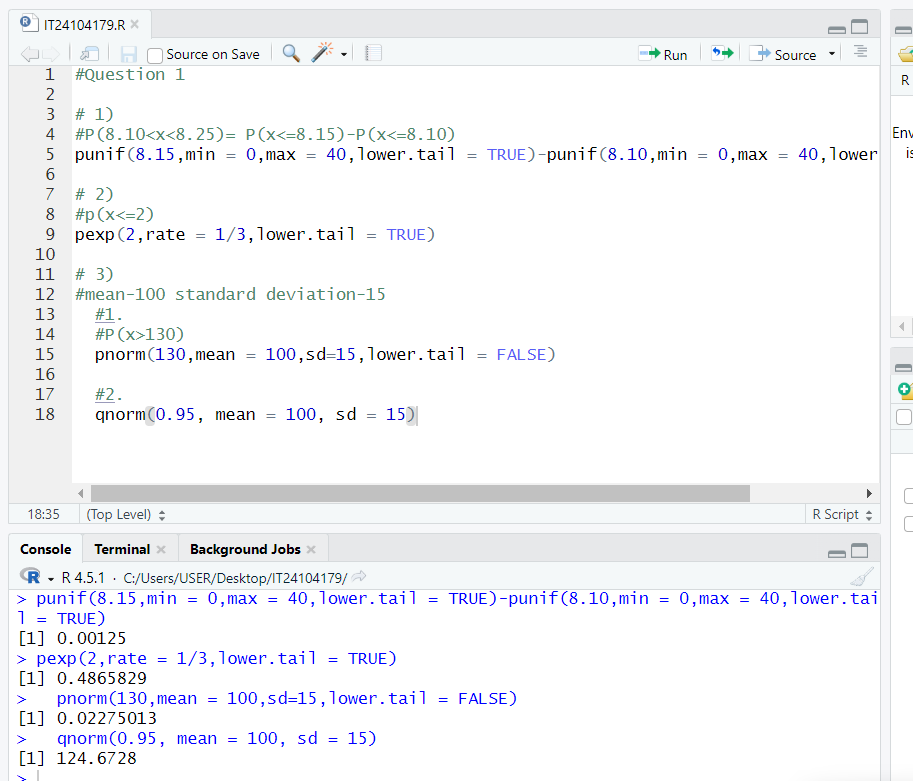 IT24104179.R
Source on Save
Run
Source
1 #Question 1
2
3 # 1)
4 #P(8.10<x<8.25)= P(x<=8.15)-P(x<=8.10)
5 punif(8.15,min = 0,max = 40,lower.tail = TRUE)-punif(8.10,min = 0,max = 40,lower
6
7 # 2)
8 #p(x<=2)
9 pexp(2,rate = 1/3,lower.tail = TRUE)
10
11 # 3)
12 #mean-100 standard deviation-15
13 #1.
14 #P(x>130)
15 pnorm(130,mean = 100,sd=15,lower.tail = FALSE)
16
17 #2.
18 qnorm(0.95, mean = 100, sd = 15)
18:35 (Top Level) R Script
R
Env
is
Console Terminal Background Jobs
R 4.5.1 · C:/Users/USER/Desktop/IT24104179/
> punif(8.15,min = 0,max = 40,lower.tail = TRUE)-punif(8.10,min = 0,max = 40,lower.tai
l = TRUE)
[1] 0.00125
> pexp(2,rate = 1/3,lower.tail = TRUE)
[1] 0.4865829
> pnorm(130,mean = 100,sd=15,lower.tail = FALSE)
[1] 0.02275013
> qnorm(0.95, mean = 100, sd = 15)
[1] 124.6728
>